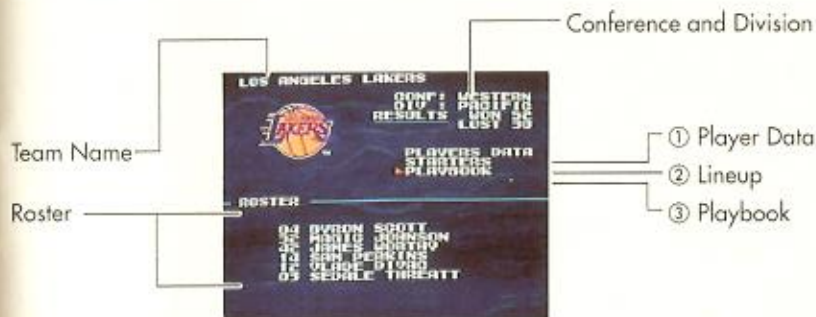 Conference and Division
LOS ANGELES LAKERS
CONF: WESTERN
DIV : PACIFIC
RESULTS WON 52
LOST 30
LAKERS
Team Name
PLAYERS DATA
STARTERS
PLAYBOOK
① Player Data
② Lineup
③ Playbook
Roster
ROSTER
04 BYRON SCOTT
32 MAGIC JOHNSON
42 JAMES WORTHY
14 SAM PERKINS
12 VLADE DIVAC
03 SEDALE THREATT